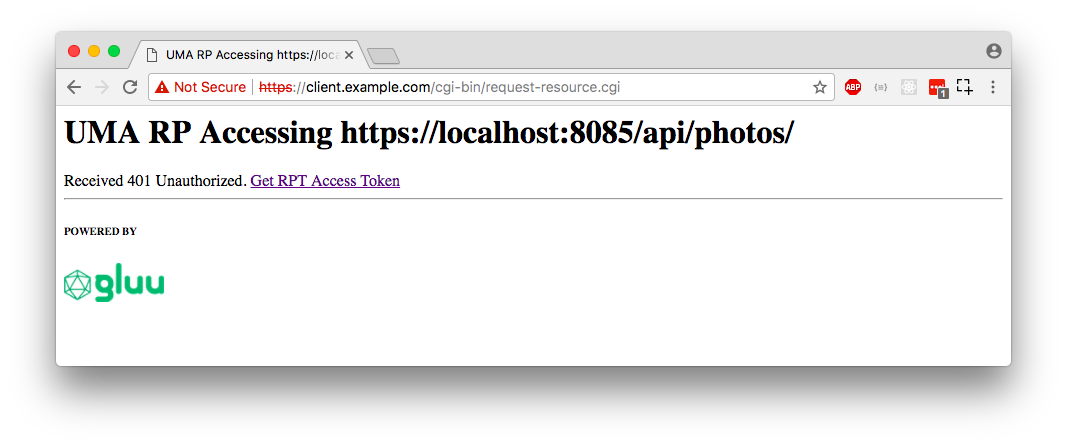 UMA RP Accessing https://loca
Not Secure https://client.example.com/cgi-bin/request-resource.cgi
ABP
1
UMA RP Accessing https://localhost:8085/api/photos/
Received 401 Unauthorized. Get RPT Access Token
POWERED BY
gluu